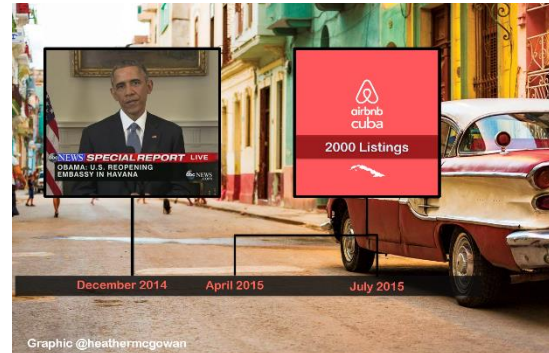 abc NEWS SPECIAL REPORT LIVE
OBAMA: U.S. REOPENING
EMBASSY IN HAVANA
abc NEWS
.com
airbnb
cuba
2000 Listings
December 2014
April 2015
July 2015
Graphic @heathermcgowan